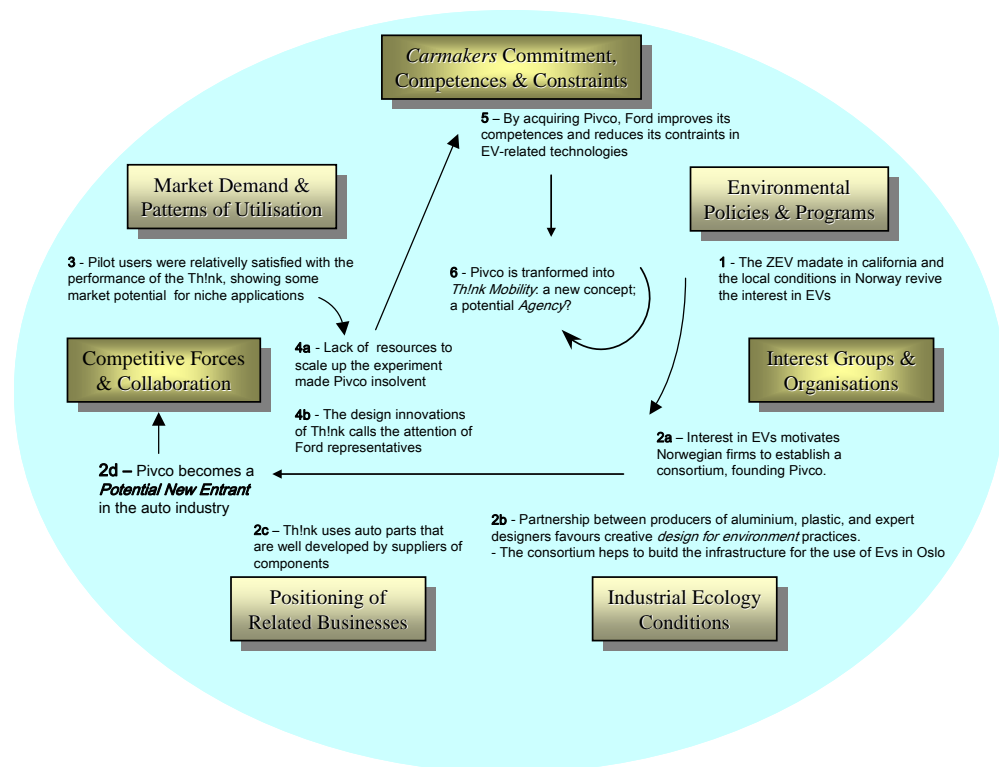 Carmakers Commitment,
Competences & Constraints
5 – By acquiring Pivco, Ford improves its
competences and reduces its contraints in
EV-related technologies
Market Demand &
Patterns of Utilisation
Environmental
Policies & Programs
3 - Pilot users were relativelly satisfied with the
performance of the Th!nk, showing some
market potential for niche applications
6 - Pivco is tranformed into
Th!nk Mobility: a new concept;
a potential Agency?
1 - The ZEV madate in california and
the local conditions in Norway revive
the interest in EVs
Competitive Forces
& Collaboration
4a - Lack of resources to
scale up the experiment
made Pivco insolvent
Interest Groups &
Organisations
4b - The design innovations
of Th!nk calls the attention of
Ford representatives
2a – Interest in EVs motivates
Norwegian firms to establish a
consortium, founding Pivco.
2d – Pivco becomes a
Potential New Entrant
in the auto industry
2c – Th!nk uses auto parts that
are well developed by suppliers of
components
2b - Partnership between producers of aluminium, plastic, and expert
designers favours creative design for environment practices.
- The consortium heps to buitd the infrastructure for the use of Evs in Oslo
Positioning of
Related Businesses
Industrial Ecology
Conditions